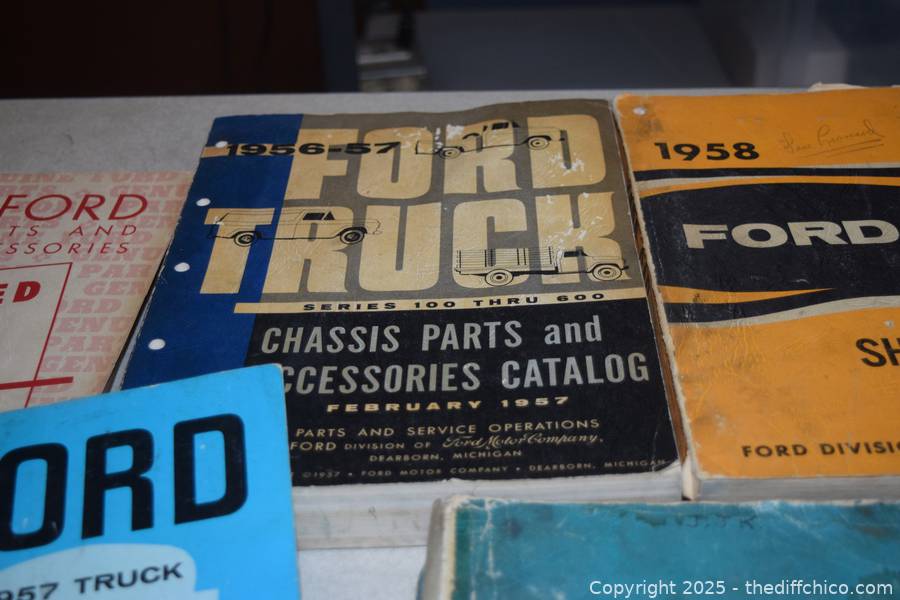 FORD
TS AND
SSORIES
ED
1956-57
FORD
TRUCK
SERIES 100 THRU 600
CHASSIS PARTS and
CCESSORIES CATALOG
FEBRUARY 1957
PARTS AND SERVICE OPERATIONS
FORD DIVISION OF Ford Motor Company,
DEARBORN, MICHIGAN
©1957 • FORD MOTOR COMPANY • DEARBORN, MICHIGAN
1958
FORD
SH
FORD DIVISIO
ORD
957 TRUCK
Copyright 2025 - thediffchico.com